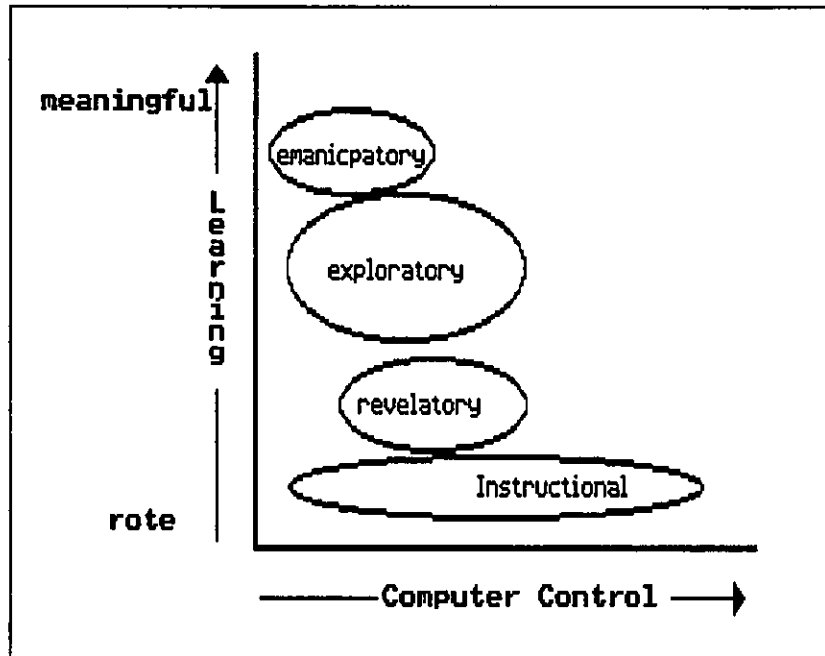 meaningful
emanicpatory
Learning
exploratory
revelatory
Instructional
rote
Computer Control